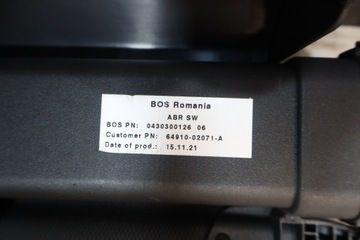 BOS Romania
ABR SW
BOS PN: 0430300126 06
Customer PN: 64910-02071-A
Date of prod.: 15.11.21